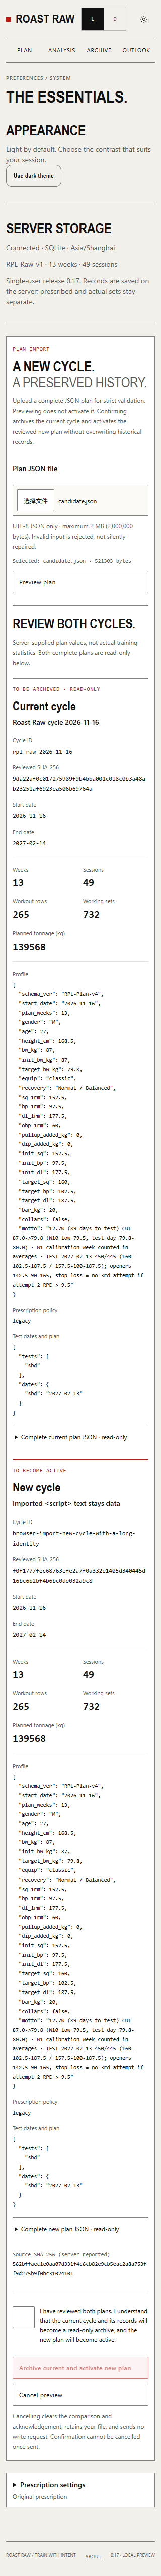 ROAST RAW
L
D
PLAN
ANALYSIS
ARCHIVE
OUTLOOK
PREFERENCES / SYSTEM
THE ESSENTIALS.
APPEARANCE
Light by default. Choose the contrast that suits
your session.
Use dark theme
SERVER STORAGE
Connected · SQLite · Asia/Shanghai
RPL-Raw-v1 · 13 weeks · 49 sessions
Single-user release 0.17. Records are saved on
the server; prescribed and actual sets stay
separate.
PLAN IMPORT
A NEW CYCLE.
A PRESERVED HISTORY.
Upload a complete JSON plan for strict validation.
Previewing does not activate it. Confirming
archives the current cycle and activates the
reviewed new plan without overwriting historical
records.
Plan JSON file
选择文件
candidate.json
UTF-8 JSON only · maximum 2 MB (2,000,000
bytes). Invalid input is rejected, not silently
repaired.
Selected: candidate.json · 521303 bytes
Preview plan
REVIEW BOTH CYCLES.
Server-supplied plan values, not actual training
statistics. Both complete plans are read-only
below.
TO BE ARCHIVED · READ-ONLY
Current cycle
Roast Raw cycle 2026-11-16
Cycle ID
rpl-raw-2026-11-16
Reviewed SHA-256
Start date
2026-11-16
End date
2027-02-14
Weeks
Sessions
13
49
Workout rows
Working sets
265
732
Planned tonnage (kg)
139568
Profile
{
"schema_ver": "RPL-Plan-v4",
"start_date": "2026-11-16",
"plan_weeks": 13,
"gender": "M",
"age": 27,
"height_cm": 168.5,
"bw_kg": 87,
"init_bw_kg": 87,
"target_bw_kg": 79.8,
"equip": "classic",
"recovery": "Normal / Balanced",
"sq_1rm": 152.5,
"bp_1rm": 97.5,
"dl_1rm": 177.5,
"ohp_1rm": 60,
"pullup_added_kg": 0,
"dip_added_kg": 0,
"init_sq": 152.5,
"init_bp": 97.5,
"init_dl": 177.5,
"target_sq": 160,
"target_bp": 102.5,
"target_dl": 187.5,
"bar_kg": 20,
"collars": false,
"motto": "12.7W (89 days to test) CUT
87.0->79.8 (W10 low 79.5, test day 79.8-
80.0) · W1 calibration week counted in
averages · TEST 2027-02-13 450/445 (160-
102.5-187.5 / 157.5-100-187.5); openers
142.5-90-165, stop-loss = no 3rd attempt if
attempt 2 RPE >=9.5"
}
Prescription policy
legacy
Test dates and plan
{
"tests": [
"sbd"
],
"dates": {
"sbd": "2027-02-13"
}
}
Complete current plan JSON · read-only
TO BECOME ACTIVE
New cycle
Imported <script> text stays data
Cycle ID
browser-import-new-cycle-with-a-long-
identity
Reviewed SHA-256
Start date
2026-11-16
End date
2027-02-14
Weeks
Sessions
13
49
Workout rows
Working sets
265
732
Planned tonnage (kg)
139568
Profile
{
"schema_ver": "RPL-Plan-v4",
"start_date": "2026-11-16",
"plan_weeks": 13,
"gender": "M",
"age": 27,
"height_cm": 168.5,
"bw_kg": 87,
"init_bw_kg": 87,
"target_bw_kg": 79.8,
"equip": "classic",
"recovery": "Normal / Balanced",
"sq_1rm": 152.5,
"bp_1rm": 97.5,
"dl_1rm": 177.5,
"ohp_1rm": 60,
"pullup_added_kg": 0,
"dip_added_kg": 0,
"init_sq": 152.5,
"init_bp": 97.5,
"init_dl": 177.5,
"target_sq": 160,
"target_bp": 102.5,
"target_dl": 187.5,
"bar_kg": 20,
"collars": false,
"motto": "12.7W (89 days to test) CUT
87.0->79.8 (W10 low 79.5, test day 79.8-
80.0) · W1 calibration week counted in
averages · TEST 2027-02-13 450/445 (160-
102.5-187.5 / 157.5-100-187.5); openers
142.5-90-165, stop-loss = no 3rd attempt if
attempt 2 RPE >=9.5"
}
Prescription policy
legacy
Test dates and plan
{
"tests": [
"sbd"
],
"dates": {
"sbd": "2027-02-13"
}
}
Complete new plan JSON · read-only
Source SHA-256 (server reported)
I have reviewed both plans. I understand
that the current cycle and its records will
become a read-only archive, and the
new plan will become active.
Archive current and activate new plan
Cancel preview
Cancelling clears the comparison and
acknowledgement, retains your file, and sends no
write request. Confirmation cannot be cancelled
once sent.
Prescription settings
Original prescription
ROAST RAW / TRAIN WITH INTENT
ABOUT
0.17 · LOCAL PREVIEW